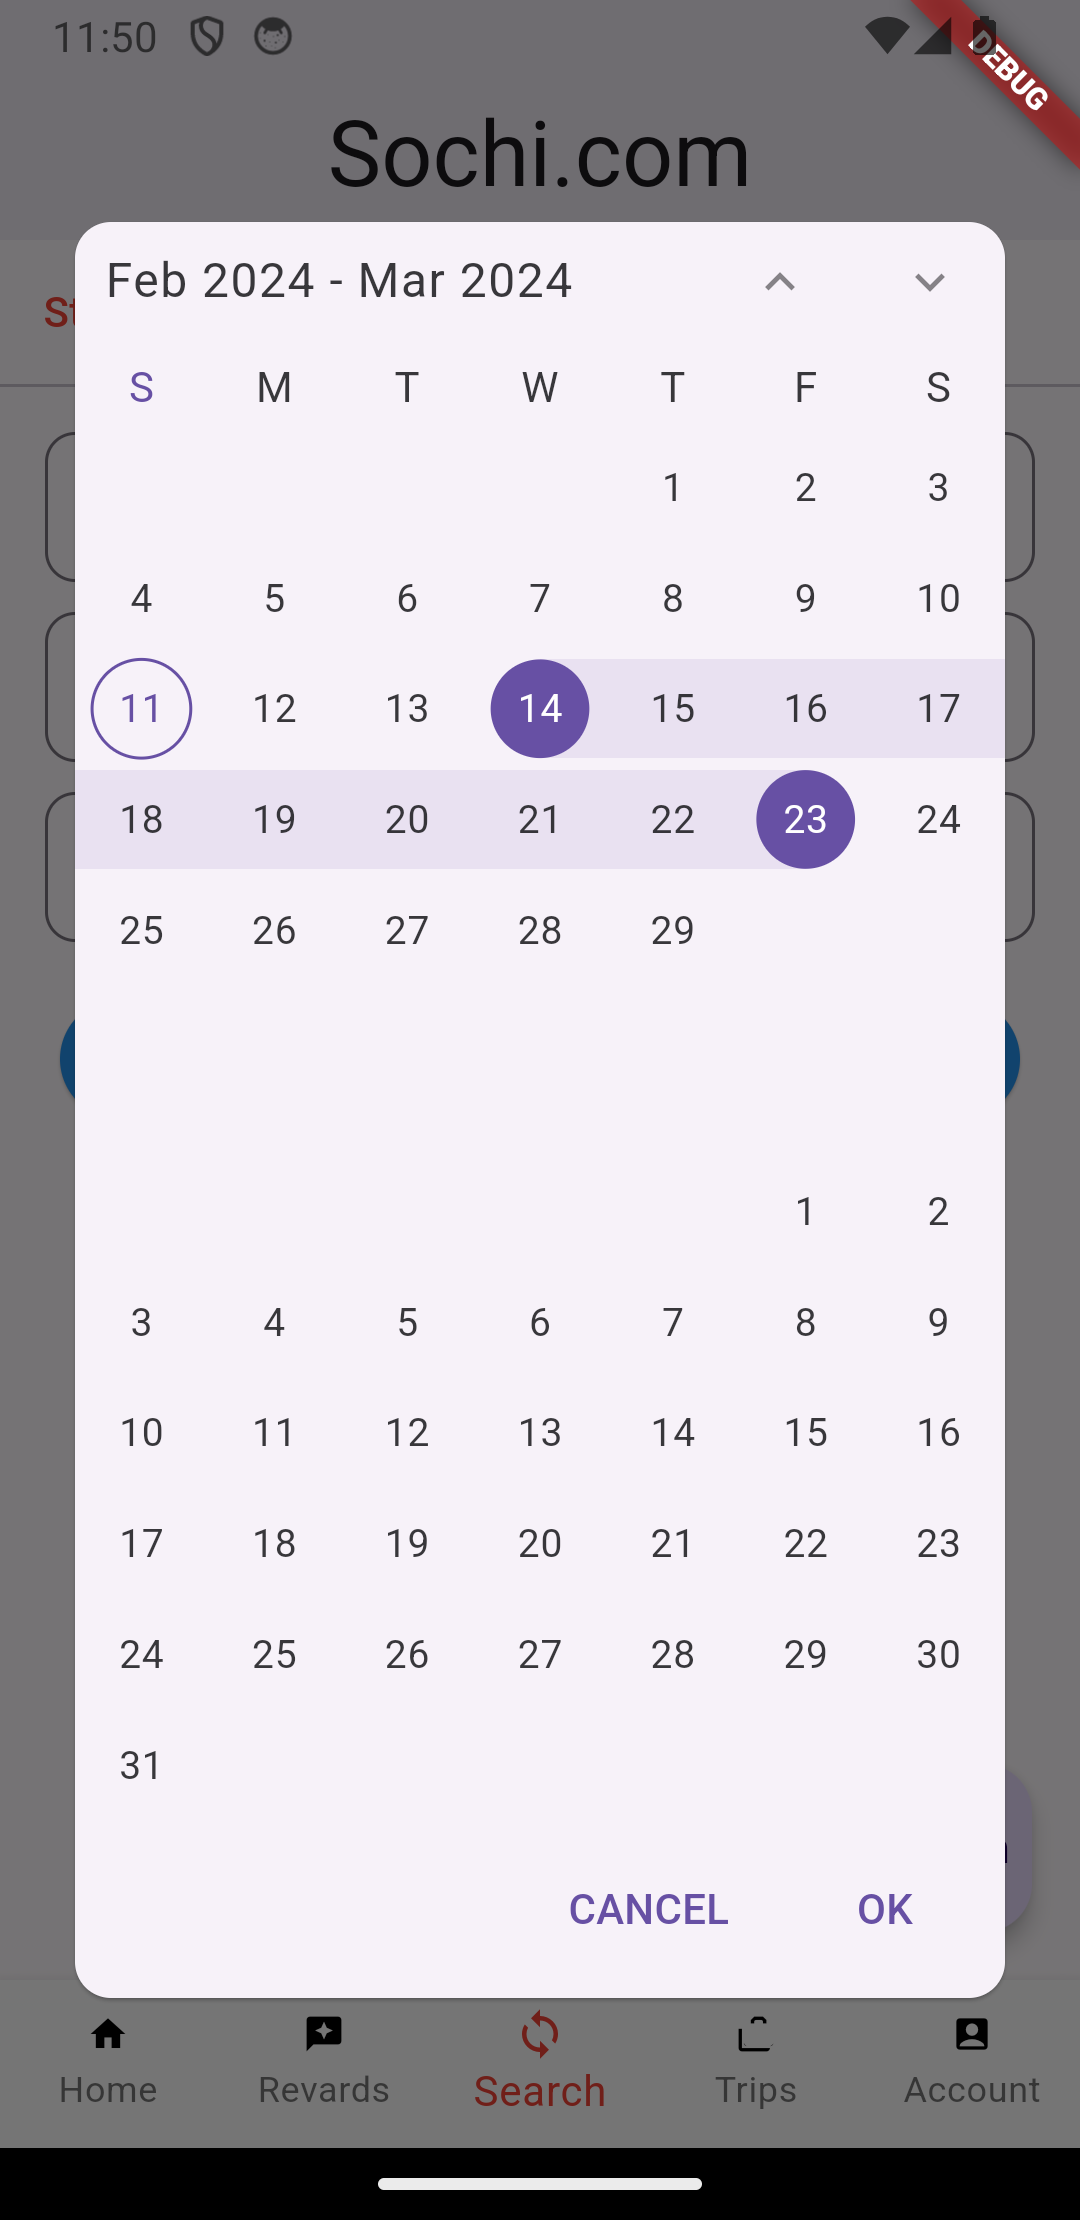 11:50
DEBUG
Sochi.com
Feb 2024 - Mar 2024
S M T W T F S
1 2 3
4 5 6 7 8 9 10
11 12 13 14 15 16 17
18 19 20 21 22 23 24
25 26 27 28 29
1 2
3 4 5 6 7 8 9
10 11 12 13 14 15 16
17 18 19 20 21 22 23
24 25 26 27 28 29 30
31
CANCEL OK
Home Revards Search Trips Account